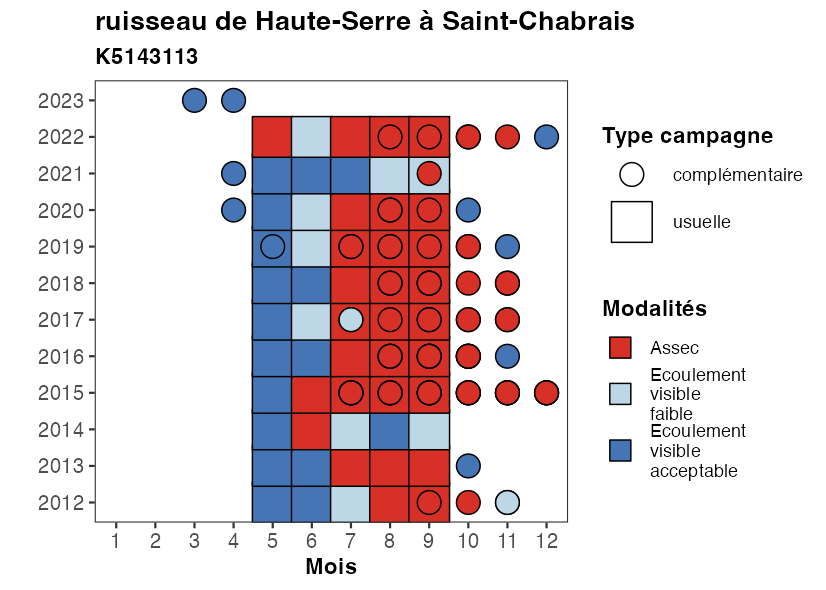 ruisseau de Haute-Serre à Saint-Chabrais
K5143113
2023
2022
2021
2020
2019
2018
2017
2016
2015
2014
2013
2012
1 2 3 4 5 6 7 8 9 10 11 12
Mois
Type campagne
complémentaire
usuelle
Modalités
Assec
Ecoulement
visible
faible
Ecoulement
visible
acceptable